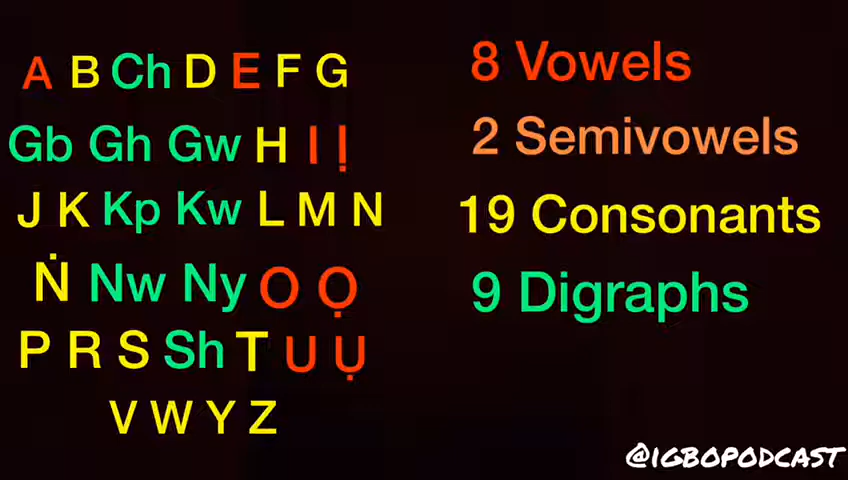 A B Ch D E F G
Gb Gh Gw H I Ị
J K Kp Kw L M N
Ṅ Nw Ny O Ọ
P R S Sh T U Ụ
V W Y Z
8 Vowels
2 Semivowels
19 Consonants
9 Digraphs
@IGBOPODCAST